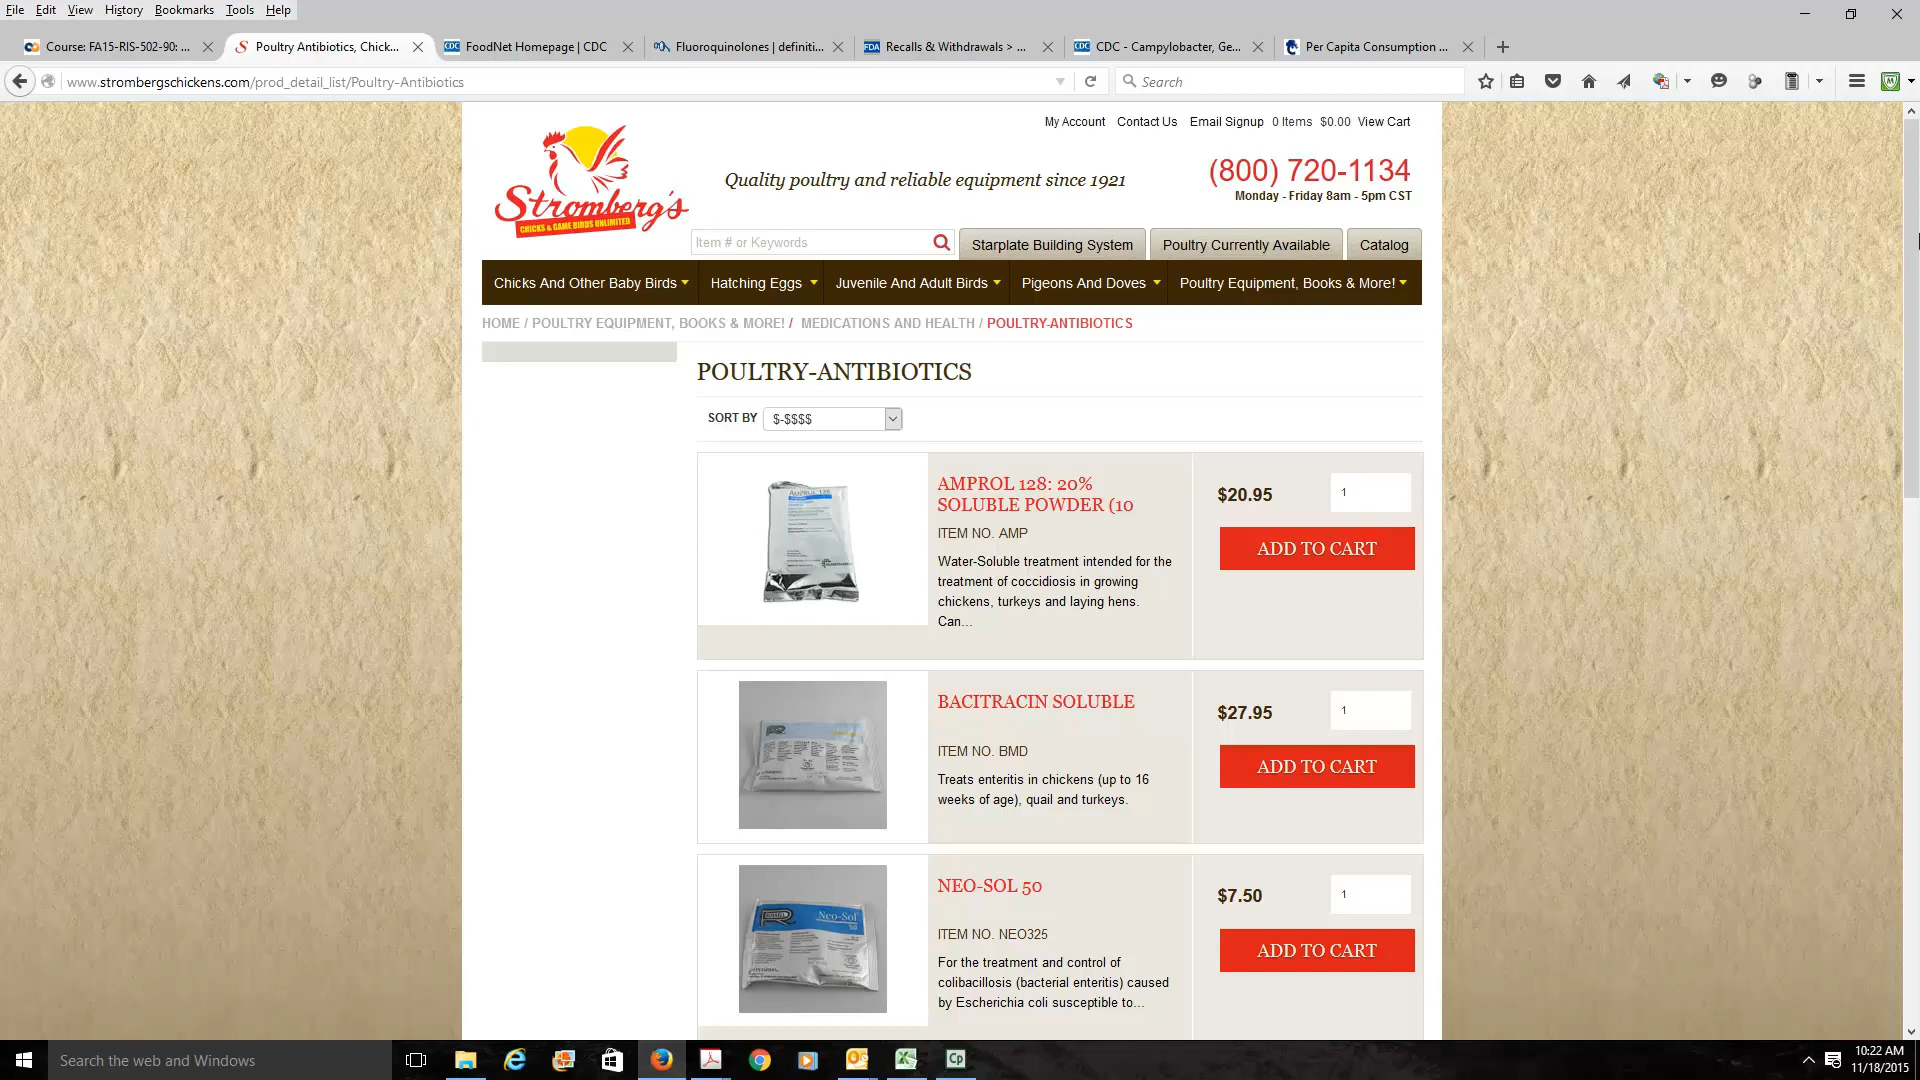 File Edit View History Bookmarks Tools Help
Course: FA15-RIS-502-90: ...
Poultry Antibiotics, Chick...
FoodNet Homepage | CDC
Fluoroquinolones | definiti...
Recalls & Withdrawals > ...
CDC - Campylobacter, Ge...
Per Capita Consumption ...
www.strombergschickens.com/prod_detail_list/Poultry-Antibiotics
Search
My Account Contact Us Email Signup 0 Items $0.00 View Cart
Stromberg's
CHICKS & GAME BIRDS UNLIMITED
Quality poultry and reliable equipment since 1921
(800) 720-1134
Monday - Friday 8am - 5pm CST
Item # or Keywords
Starplate Building System
Poultry Currently Available
Catalog
Chicks And Other Baby Birds
Hatching Eggs
Juvenile And Adult Birds
Pigeons And Doves
Poultry Equipment, Books & More!
HOME / POULTRY EQUIPMENT, BOOKS & MORE! / MEDICATIONS AND HEALTH / POULTRY-ANTIBIOTICS
POULTRY-ANTIBIOTICS
SORT BY $-$$$$
AMPROL 128
AMPROL 128: 20%
SOLUBLE POWDER (10
ITEM NO. AMP
Water-Soluble treatment intended for the
treatment of coccidiosis in growing
chickens, turkeys and laying hens.
Can...
$20.95
1
ADD TO CART
BACITRACIN SOLUBLE
ITEM NO. BMD
Treats enteritis in chickens (up to 16
weeks of age), quail and turkeys.
$27.95
1
ADD TO CART
Neo-Sol
50
NEO-SOL 50
ITEM NO. NEO325
For the treatment and control of
colibacillosis (bacterial enteritis) caused
by Escherichia coli susceptible to...
$7.50
1
ADD TO CART
Search the web and Windows
10:22 AM
11/18/2015